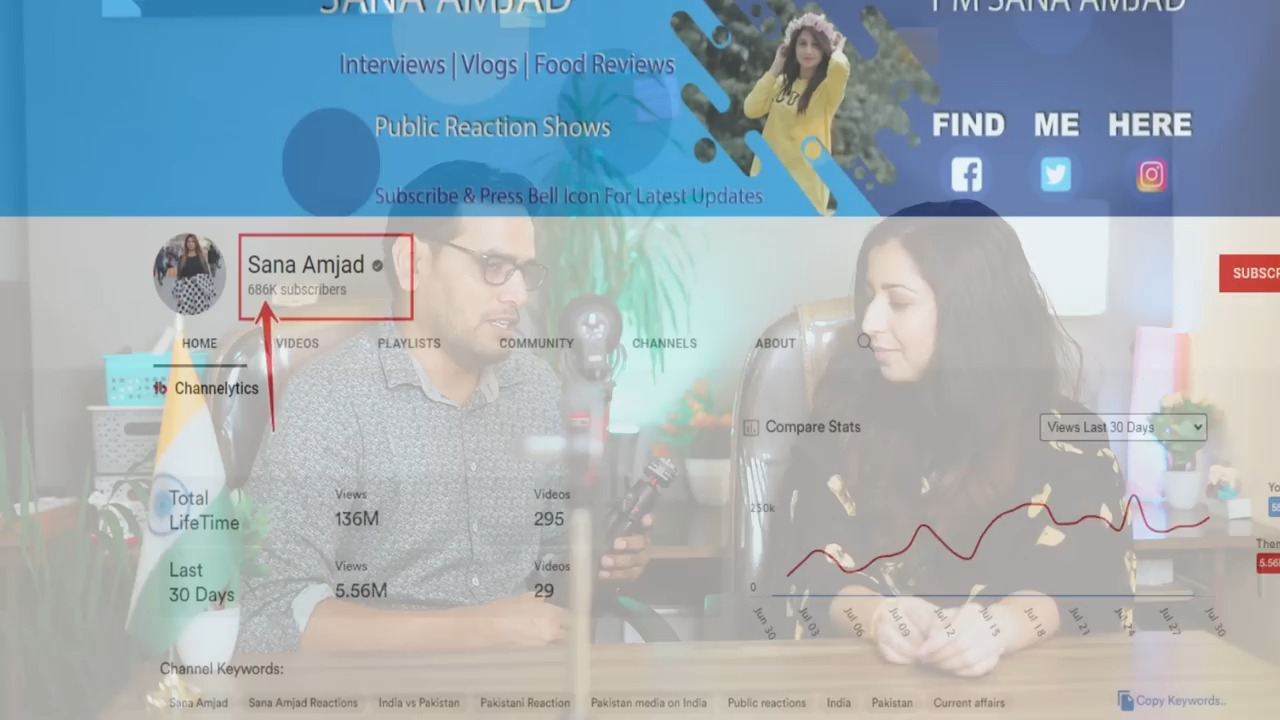 SANA AMJAD
I'M SANA AMJAD
Interviews | Vlogs | Food Reviews
Public Reaction Shows
FIND ME HERE
Subscribe & Press Bell Icon For Latest Updates
Sana Amjad
686K subscribers
HOME VIDEOS PLAYLISTS COMMUNITY CHANNELS ABOUT
Channelytics
Compare Stats
Views Last 30 Days
Total LifeTime
Views
136M
Videos
295
Last 30 Days
Views
5.56M
Videos
29
250k
0
Jun 30 Jul 03 Jul 06 Jul 09 Jul 12 Jul 15 Jul 18 Jul 21 Jul 24 Jul 27 Jul 30
Channel Keywords:
Sana Amjad Sana Amjad Reactions India vs Pakistan Pakistani Reaction Pakistan media on India Public reactions India Pakistan Current affairs
Copy Keywords..